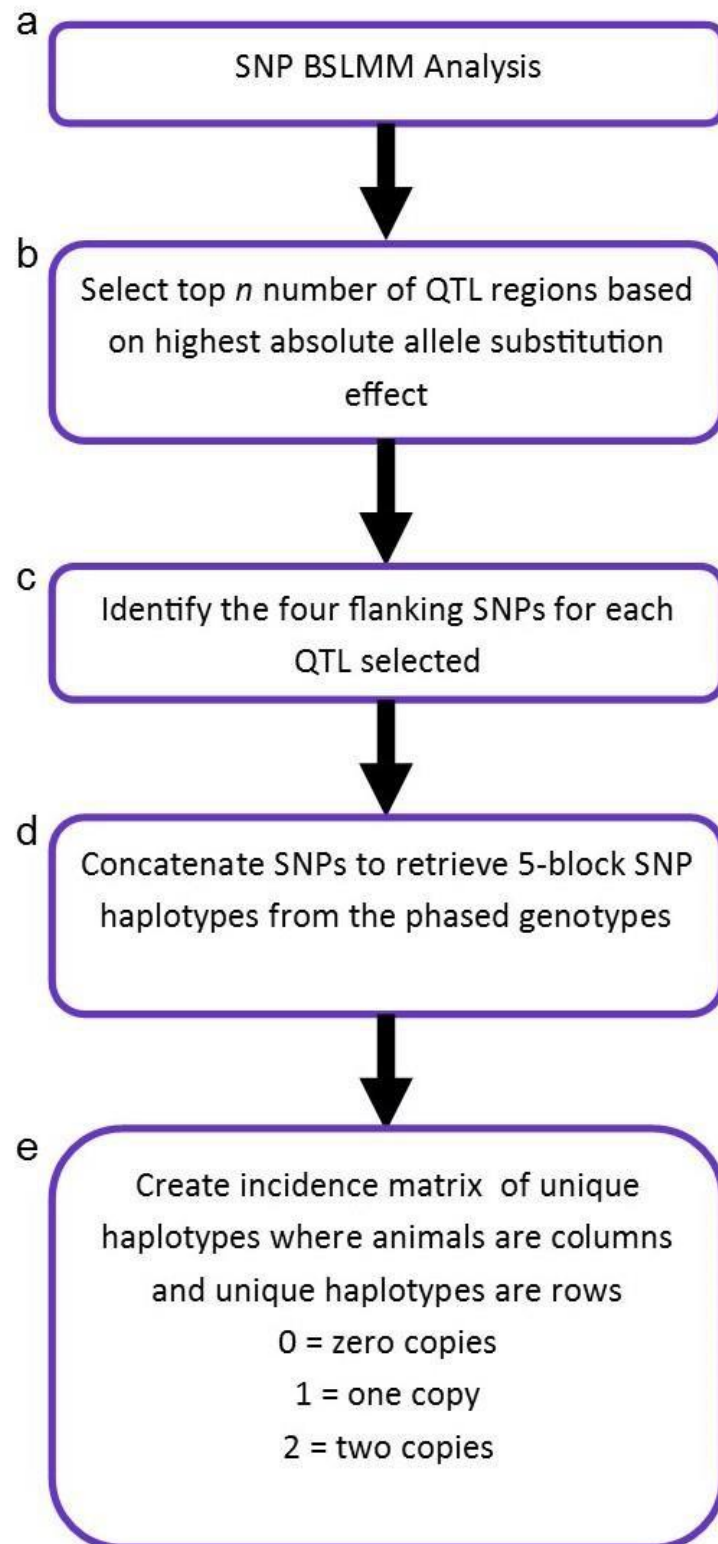 a
SNP BSLMM Analysis
b
Select top n number of QTL regions based
on highest absolute allele substitution
effect
c
Identify the four flanking SNPs for each
QTL selected
d
Concatenate SNPs to retrieve 5-block SNP
haplotypes from the phased genotypes
e
Create incidence matrix of unique
haplotypes where animals are columns
and unique haplotypes are rows
0 = zero copies
1 = one copy
2 = two copies